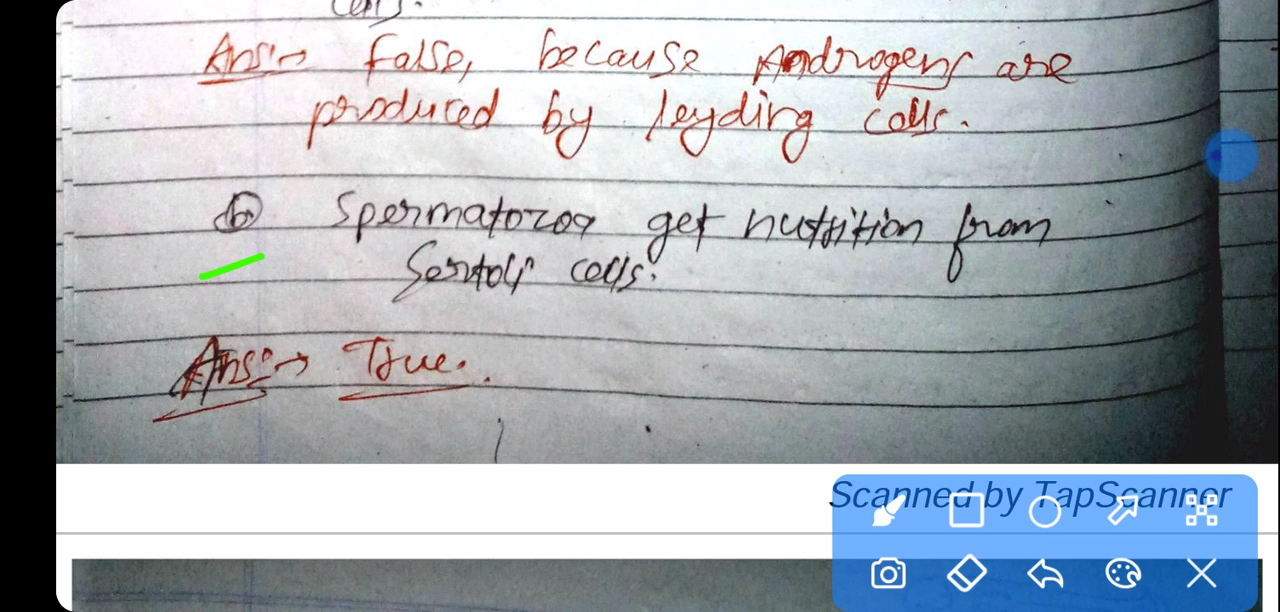 cells.
Ans:→ False, because Androgens are
produced by leyding cells.
(b) Spermatozoa get nutrition from
Sertoli cells.
Ans:→ True.
Scanned by TapScanner